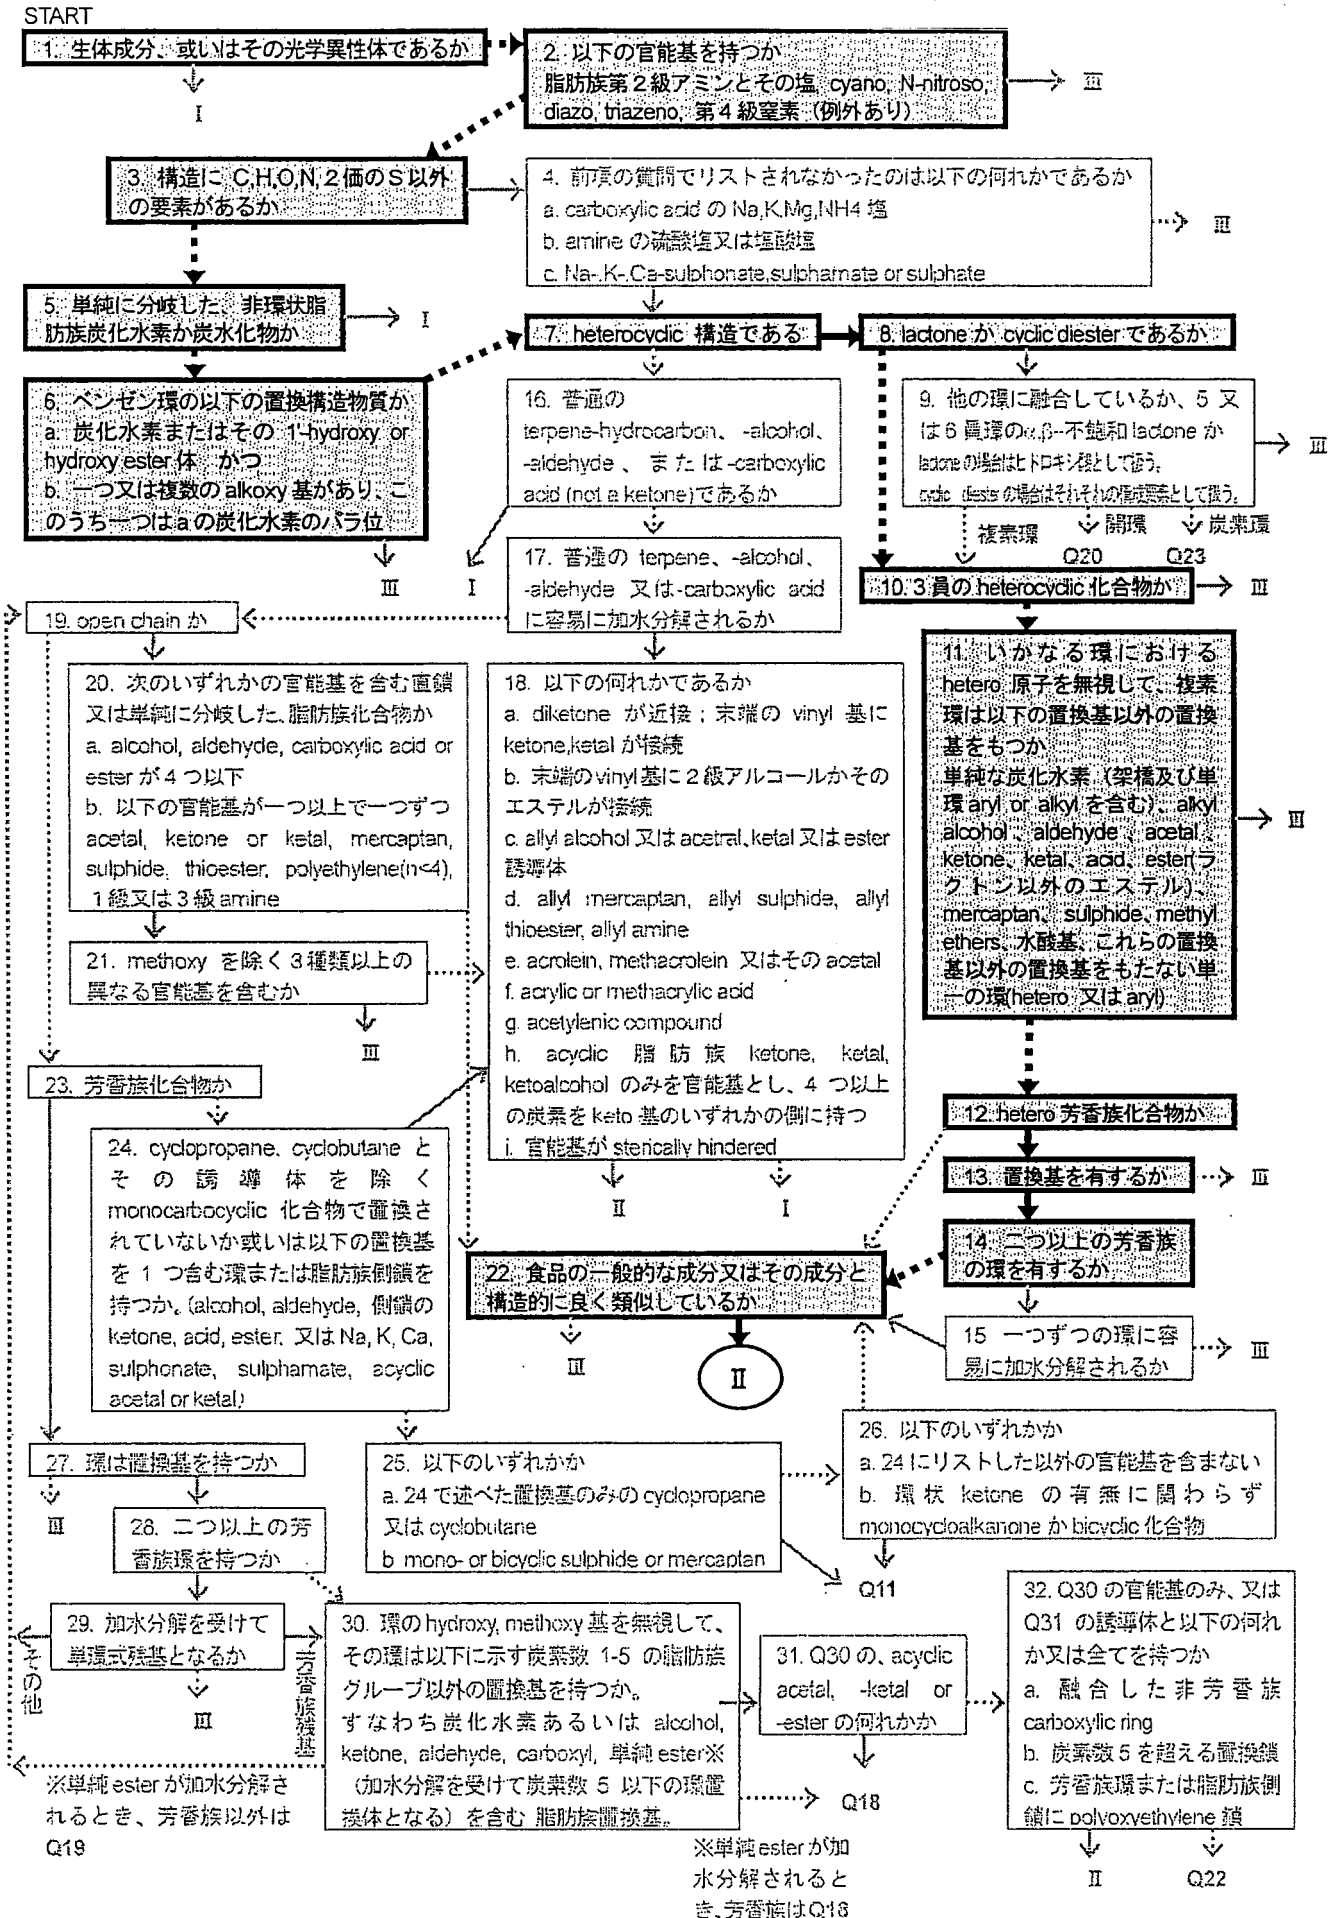 START
1. 生体成分、或いはその光学異性体であるか
I
2. 以下の官能基を持つか
脂肪族第2級アミンとその塩, cyano, N-nitroso,
diazo, triazeno, 第4級窒素（例外あり）
III
3. 構造に C,H,O,N,2価のS以外
の要素があるか
4. 前項の質問でリストされなかったのは以下の何れかであるか
a. carboxylic acid の Na,K,Mg,NH4 塩
b. amine の硫酸塩又は塩酸塩
c. Na-,K-,Ca-sulphonate,sulphamate or sulphate
III
5. 単純に分岐した、非環状脂
肪族炭化水素か炭水化物か
I
6. ベンゼン環の以下の置換構造物質か
a. 炭化水素またはその 1'-hydroxy or
hydroxy ester 体 かつ
b. 一つ又は複数の alkoxy 基があり、こ
のうち一つは a の炭化水素のパラ位
III
7. heterocyclic 構造である
8. lactone か cyclic diester であるか
9. 他の環に融合しているか、5 又
は 6 員環のα,β-不飽和 lactone か
lactone の場合はヒドロキシ酸として扱う。
cyclic diester の場合はそれぞれの構成要素として扱う。
III
複素環
開環
炭素環
Q20
Q23
10. 3 員の heterocyclic 化合物か
III
11. いかなる環における
hetero 原子を無視して、複素
環は以下の置換基以外の置換
基をもつか
単純な炭化水素（架橋及び単
環 aryl or alkyl を含む）、alkyl
alcohol、aldehyde、acetal、
ketone、ketal、acid、ester(ラ
クトン以外のエステル)、
mercaptan、sulphide、methyl
ethers、水酸基、これらの置換
基以外の置換基をもたない単
一の環(hetero 又は aryl)
III
12. hetero 芳香族化合物か
13. 置換基を有するか
III
14. 二つ以上の芳香族
の環を有するか
15 一つずつの環に容
易に加水分解されるか
III
16. 普通の
terpene-hydrocarbon、-alcohol、
-aldehyde、または-carboxylic
acid (not a ketone)であるか
I
17. 普通の terpene、-alcohol、
-aldehyde 又は-carboxylic acid
に容易に加水分解されるか
18. 以下の何れかであるか
a. diketone が近接；末端の vinyl 基に
ketone,ketal が接続
b. 末端の vinyl 基に 2 級アルコールかその
エステルが接続
c. allyl alcohol 又は acetral,ketal 又は ester
誘導体
d. allyl mercaptan, allyl sulphide, allyl
thioester, allyl amine
e. acrolein, methacrolein 又はその acetal
f. acrylic or methacrylic acid
g. acetylenic compound
h. acyclic 脂肪族 ketone, ketal,
ketoalcohol のみを官能基とし、4 つ以上
の炭素を keto 基のいずれかの側に持つ
i. 官能基が sterically hindered
II
I
19. open chain か
20. 次のいずれかの官能基を含む直鎖
又は単純に分岐した、脂肪族化合物か
a. alcohol, aldehyde, carboxylic acid or
ester が 4 つ以下
b. 以下の官能基が一つ以上で一つずつ
acetal, ketone or ketal, mercaptan,
sulphide, thioester, polyethylene(n<4),
1 級又は 3 級 amine
21. methoxy を除く 3 種類以上の
異なる官能基を含むか
III
22. 食品の一般的な成分又はその成分と
構造的に良く類似しているか
III
II
23. 芳香族化合物か
24. cyclopropane, cyclobutane と
その誘導体を除く
monocarbocyclic 化合物で置換さ
れていないか或いは以下の置換基
を 1 つ含む環または脂肪族側鎖を
持つか。(alcohol, aldehyde, 側鎖の
ketone, acid, ester, 又は Na, K, Ca,
sulphonate, sulphamate, acyclic
acetal or ketal)
25. 以下のいずれかか
a. 24 で述べた置換基のみの cyclopropane
又は cyclobutane
b mono- or bicyclic sulphide or mercaptan
Q11
26. 以下のいずれかか
a. 24 にリストした以外の官能基を含まない
b. 環状 ketone の有無に関わらず
monocycloalkanone か bicyclic 化合物
27. 環は置換基を持つか
III
28. 二つ以上の芳
香族環を持つか
29. 加水分解を受けて
単環式残基となるか
その他
芳香族残基
III
30. 環の hydroxy, methoxy 基を無視して、
その環は以下に示す炭素数 1-5 の脂肪族
グループ以外の置換基を持つか。
すなわち炭化水素あるいは alcohol,
ketone, aldehyde, carboxyl, 単純 ester※
（加水分解を受けて炭素数 5 以下の環置
換体となる）を含む 脂肪族置換基。
※単純 ester が加水分解さ
れるとき、芳香族以外は
Q19
31. Q30 の、acyclic
acetal, -ketal or
-ester の何れかか
Q18
※単純 ester が加
水分解されると
き、芳香族は Q18
32. Q30 の官能基のみ、又は
Q31 の誘導体と以下の何れ
か又は全てを持つか
a. 融合した非芳香族
carboxylic ring
b. 炭素数 5 を超える置換鎖
c. 芳香族環または脂肪族側
鎖に polyoxyethylene 鎖
II
Q22